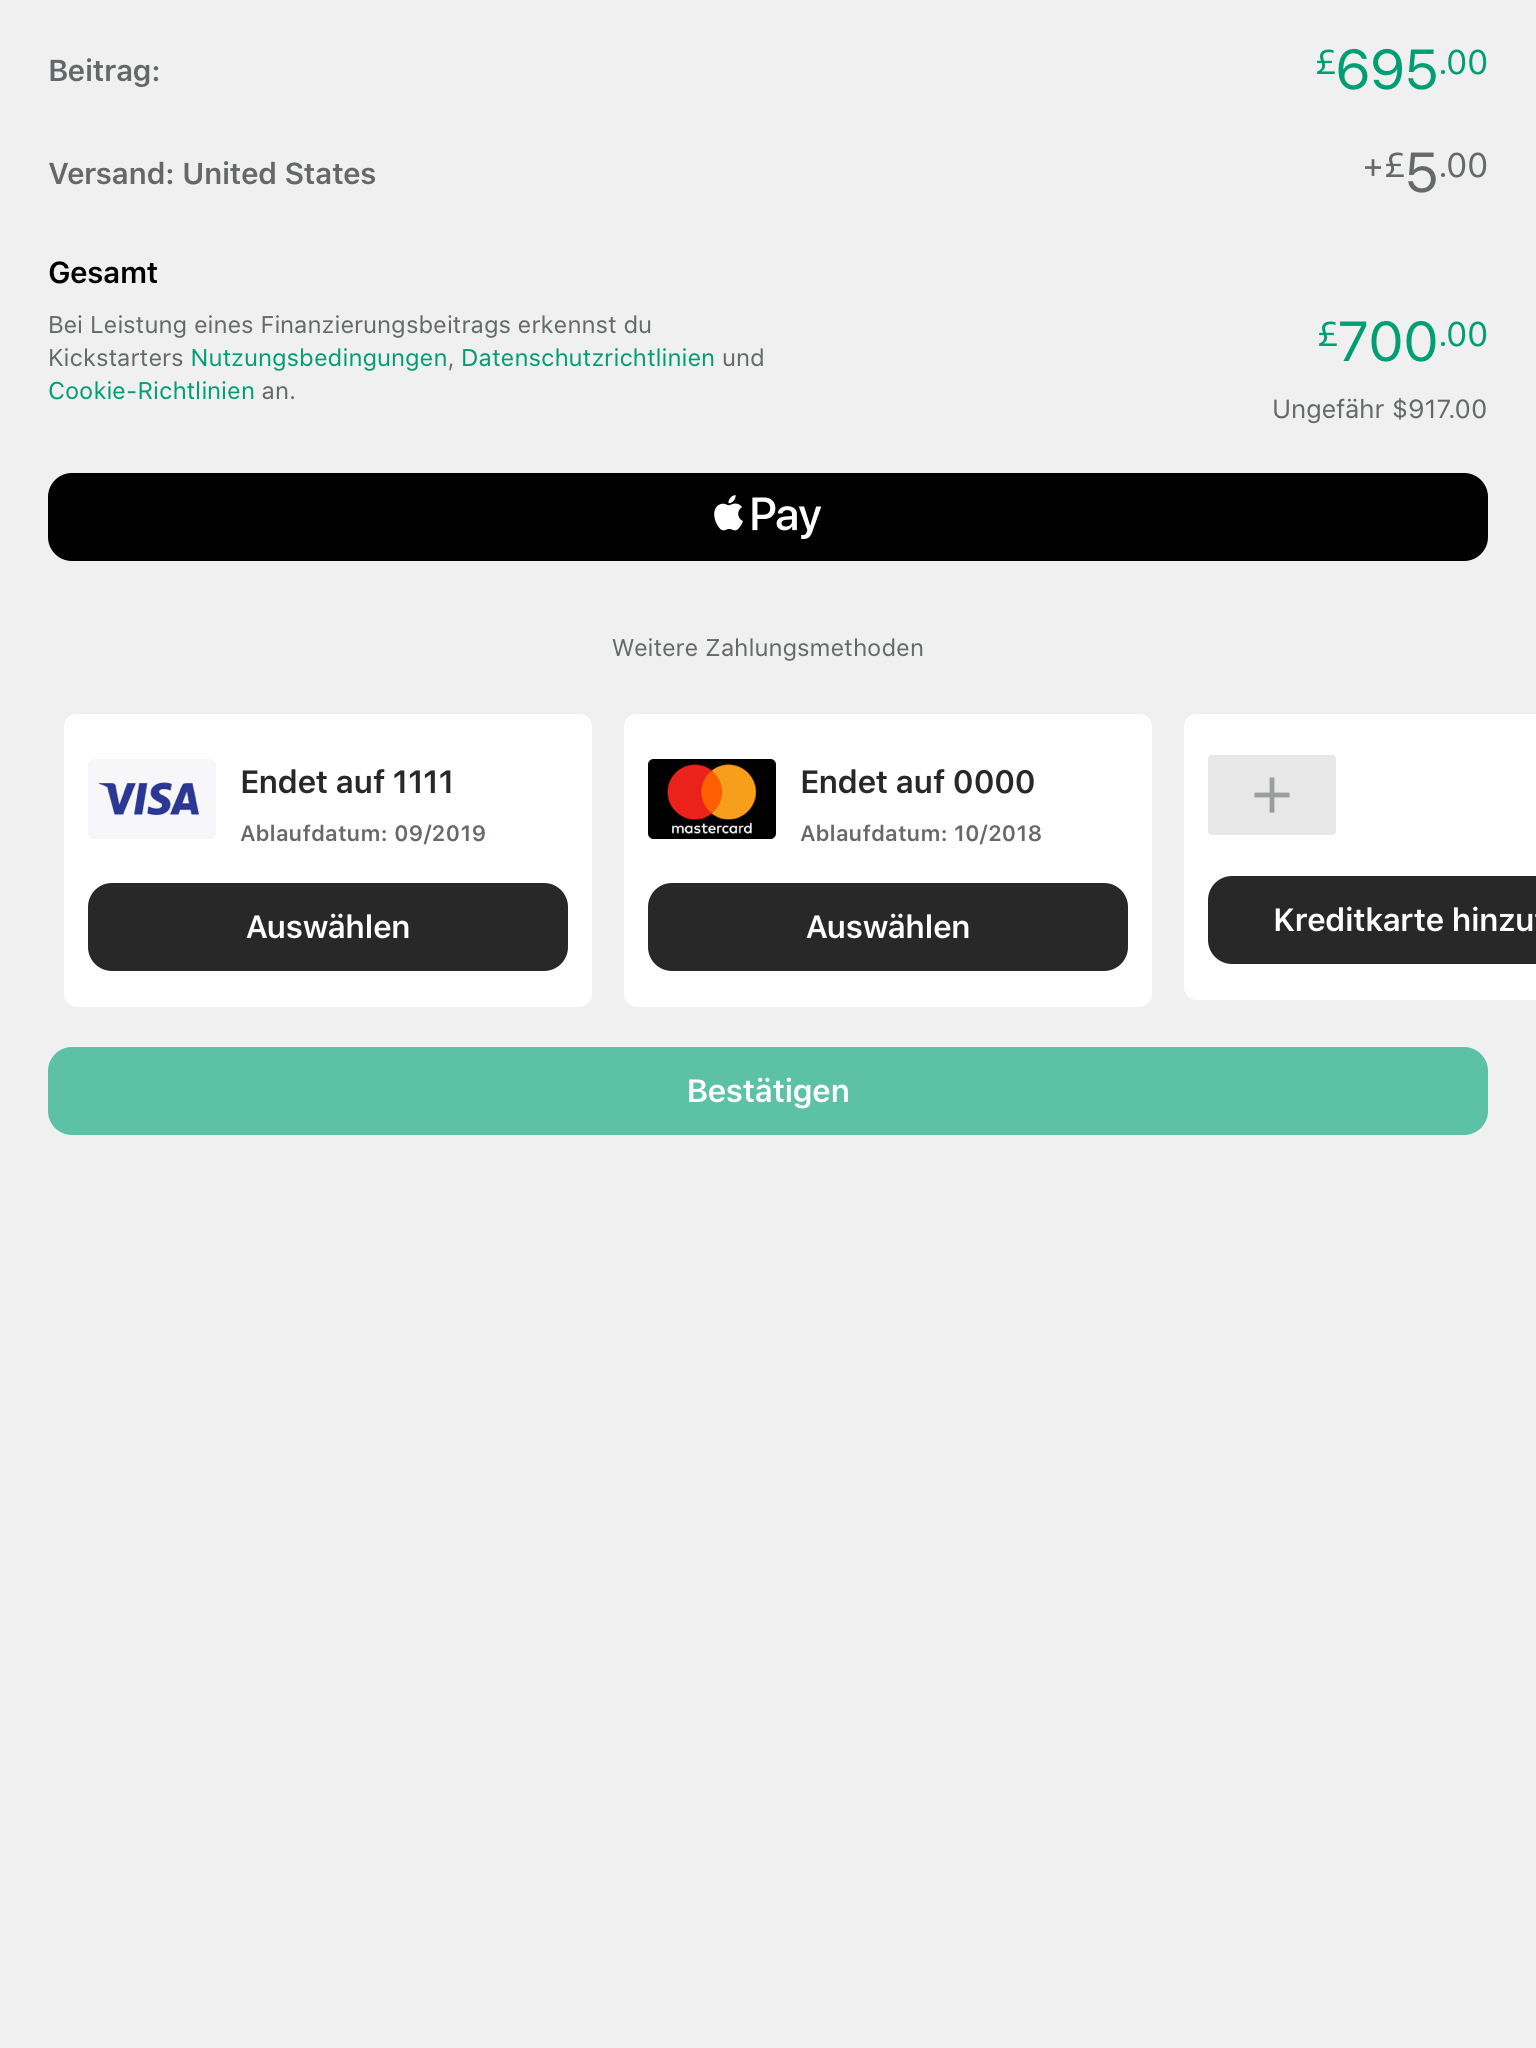 Beitrag:
£695.00
Versand: United States
+£5.00
Gesamt
Bei Leistung eines Finanzierungsbeitrags erkennst du
Kickstarters Nutzungsbedingungen, Datenschutzrichtlinien und
Cookie-Richtlinien an.
£700.00
Ungefähr $917.00
Pay
Weitere Zahlungsmethoden
VISA
Endet auf 1111
Ablaufdatum: 09/2019
Auswählen
mastercard
Endet auf 0000
Ablaufdatum: 10/2018
Auswählen
Kreditkarte
Bestätigen